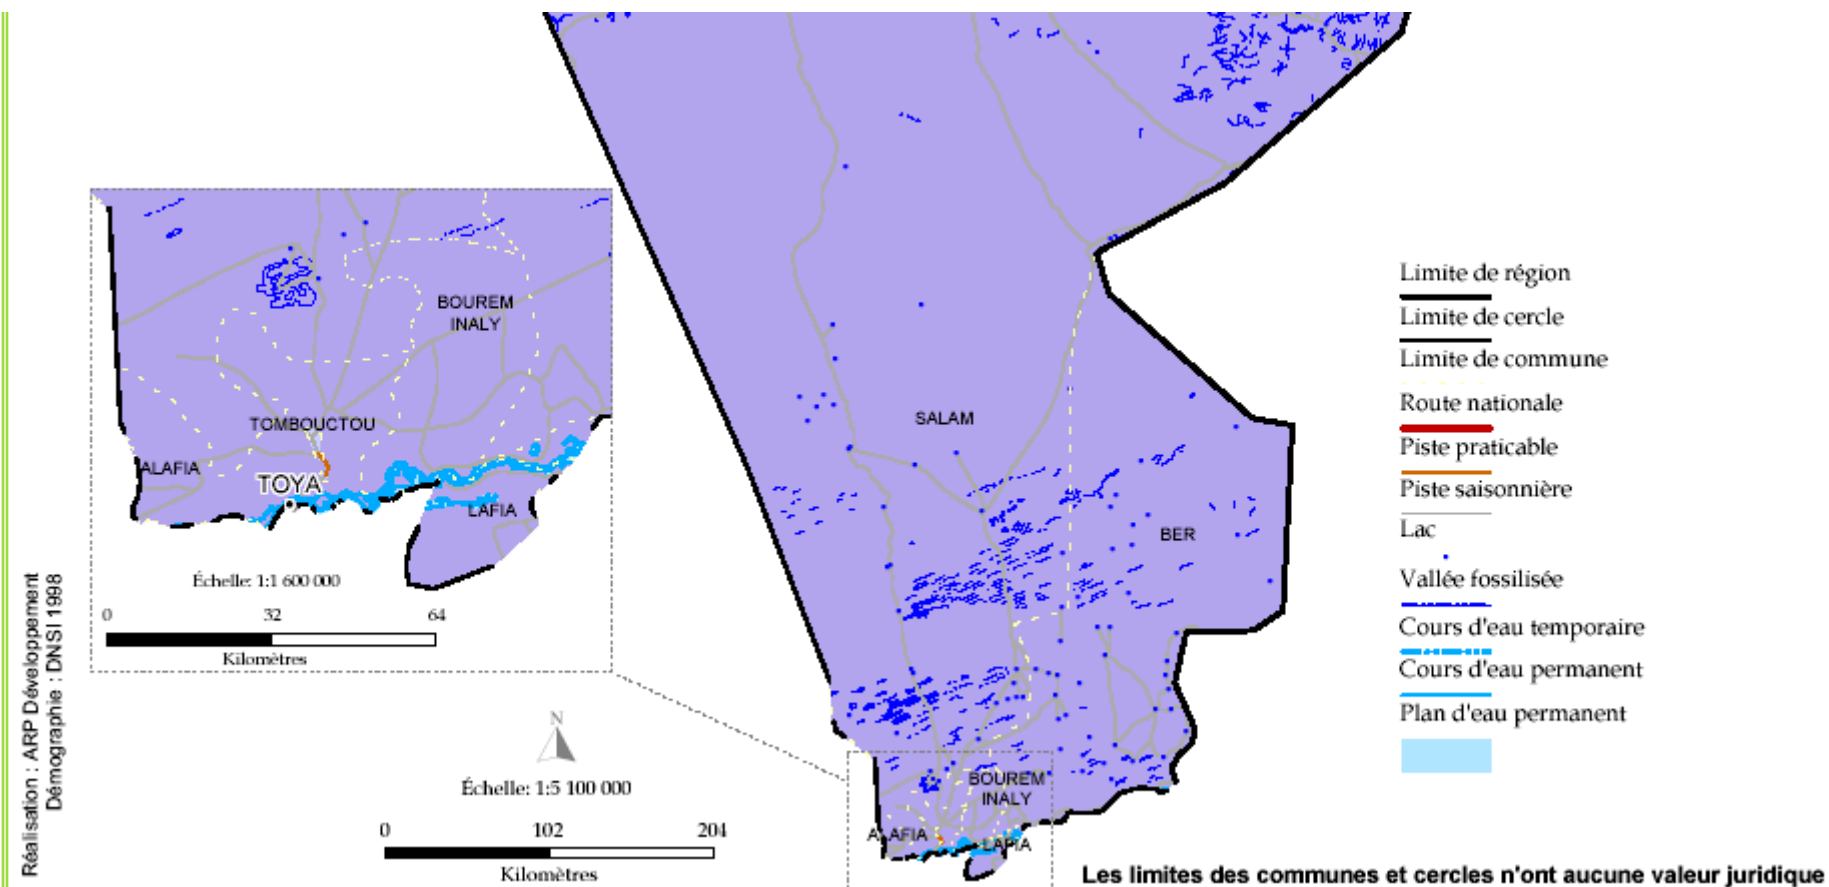 BOUREM
INALY
TOMBOUCTOU
ALAFIA
TOYA
LAFIA
Échelle: 1:1 600 000
0 32 64
Kilomètres
Réalisation : ARP Développement
Démographie : DNSI 1998
N
Échelle: 1:5 100 000
0 102 204
Kilomètres
SALAM
BER
BOUREM
INALY
ALAFIA
LAFIA
Limite de région
Limite de cercle
Limite de commune
Route nationale
Piste praticable
Piste saisonnière
Lac
Vallée fossilisée
Cours d'eau temporaire
Cours d'eau permanent
Plan d'eau permanent
Les limites des communes et cercles n'ont aucune valeur juridique